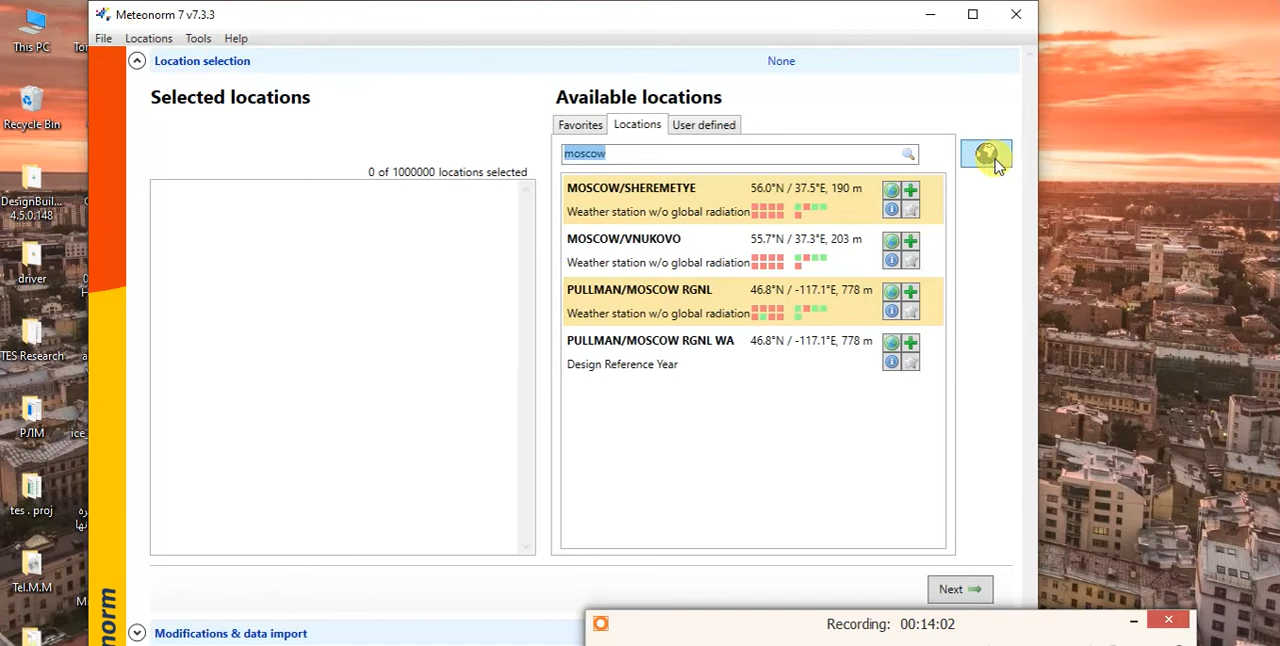 This PC
Recycle Bin
DesignBuil...
4.5.0.148
driver
TES Research
РЛМ
ice_
tes . proj
Tel.M.M
Meteonorm 7 v7.3.3
File Locations Tools Help
Location selection
None
Selected locations
0 of 1000000 locations selected
Available locations
Favorites Locations User defined
moscow
MOSCOW/SHEREMETYE 56.0°N / 37.5°E, 190 m
Weather station w/o global radiation
MOSCOW/VNUKOVO 55.7°N / 37.3°E, 203 m
Weather station w/o global radiation
PULLMAN/MOSCOW RGNL 46.8°N / -117.1°E, 778 m
Weather station w/o global radiation
PULLMAN/MOSCOW RGNL WA 46.8°N / -117.1°E, 778 m
Design Reference Year
Next
norm
Modifications & data import
Recording: 00:14:02